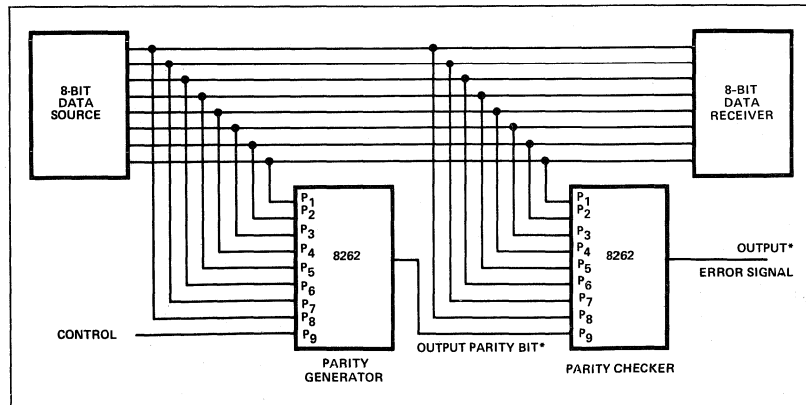 8-BIT
DATA
SOURCE
8-BIT
DATA
RECEIVER
P1
P2
P3
P4
P5
P6
P7
P8
P9
8262
P1
P2
P3
P4
P5
P6
P7
P8
P9
8262
OUTPUT*
ERROR SIGNAL
CONTROL
OUTPUT PARITY BIT*
PARITY
GENERATOR
PARITY CHECKER